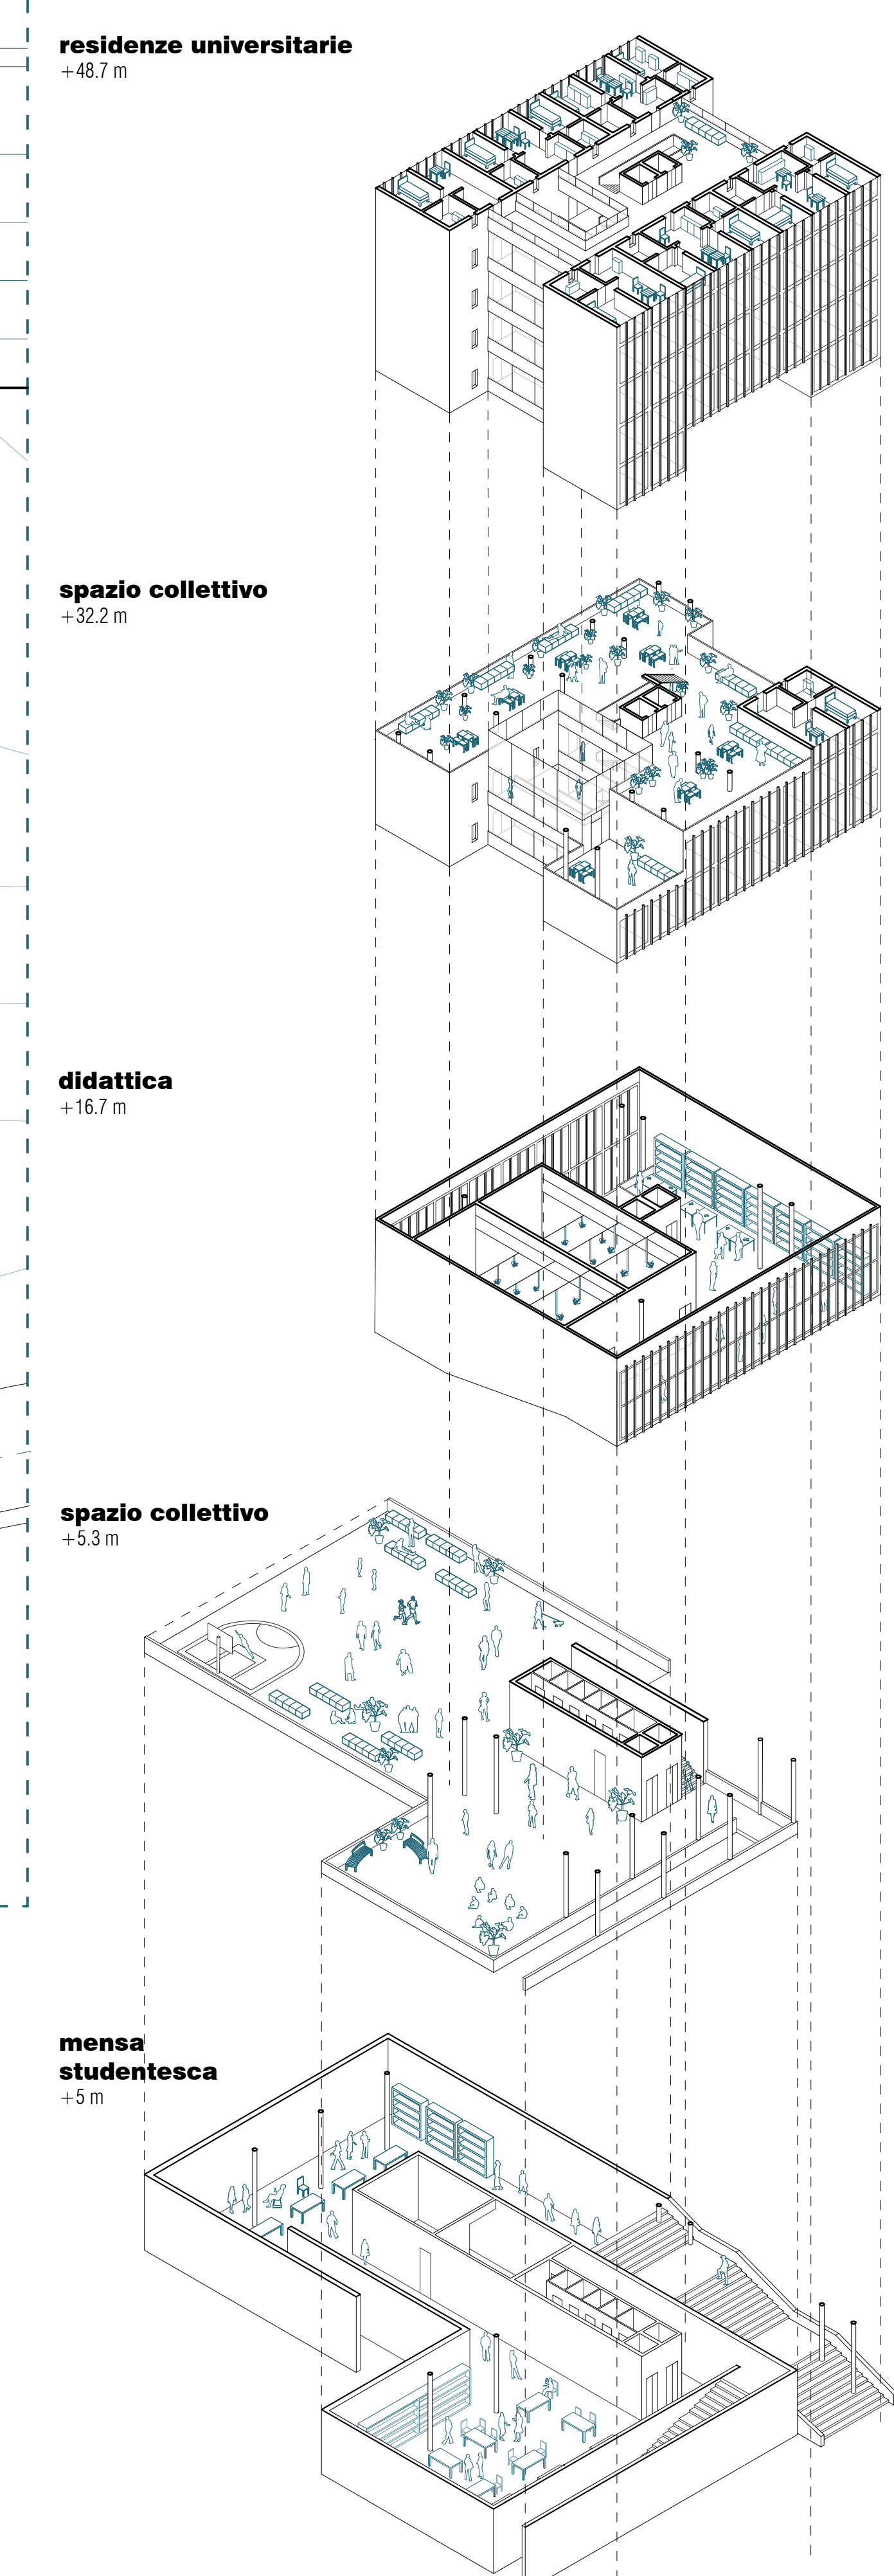 residenze universitarie
+48.7 m
spazio collettivo
+32.2 m
didattica
+16.7 m
spazio collettivo
+5.3 m
mensa
studentesca
+5 m